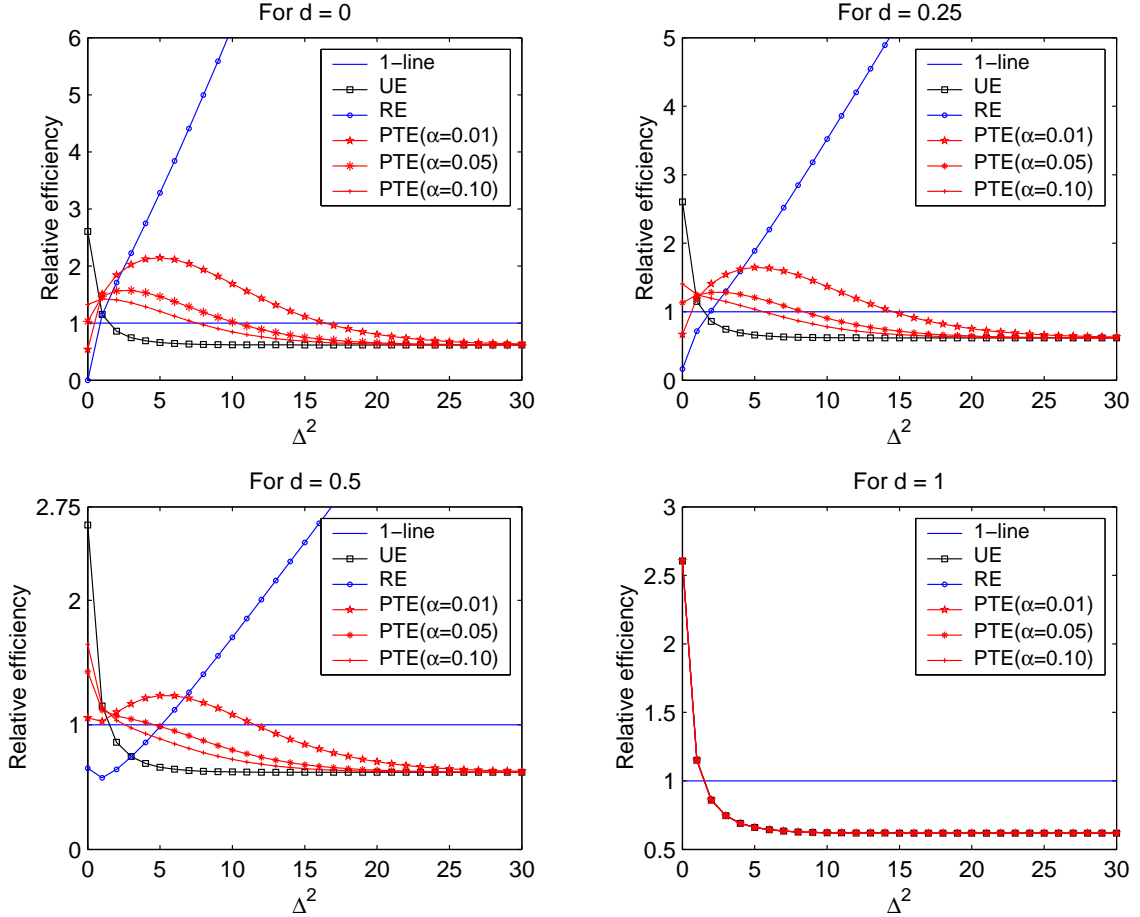 For d = 0
6
5
4
3
2
1
0
0 5 10 15 20 25 30
Relative efficiency
Δ²
1−line
UE
RE
PTE(α=0.01)
PTE(α=0.05)
PTE(α=0.10)
For d = 0.25
5
4
3
2
1
0
0 5 10 15 20 25 30
Relative efficiency
Δ²
1−line
UE
RE
PTE(α=0.01)
PTE(α=0.05)
PTE(α=0.10)
For d = 0.5
2.75
2
1
0
0 5 10 15 20 25 30
Relative efficiency
Δ²
1−line
UE
RE
PTE(α=0.01)
PTE(α=0.05)
PTE(α=0.10)
For d = 1
3
2.5
2
1.5
1
0.5
0 5 10 15 20 25 30
Relative efficiency
Δ²
1−line
UE
RE
PTE(α=0.01)
PTE(α=0.05)
PTE(α=0.10)